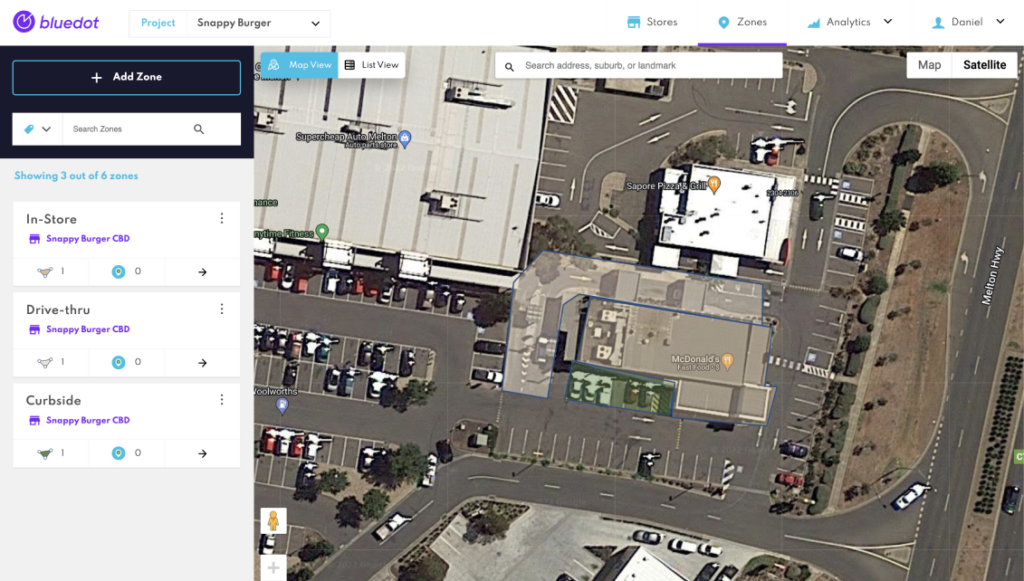 bluedot
Project
Snappy Burger
Stores
Zones
Analytics
Daniel
Add Zone
Search Zones
Showing 3 out of 6 zones
In-Store
Snappy Burger CBD
1
0
Drive-thru
Snappy Burger CBD
1
0
Curbside
Snappy Burger CBD
1
0
Map View
List View
Search address, suburb, or landmark
Map
Satellite
Supercheap Auto Melton
Auto parts store
Sapore Pizza & Grill
nance
nytime Fitness
Melton Hwy
McDonald's
Fast Food
Woolworths